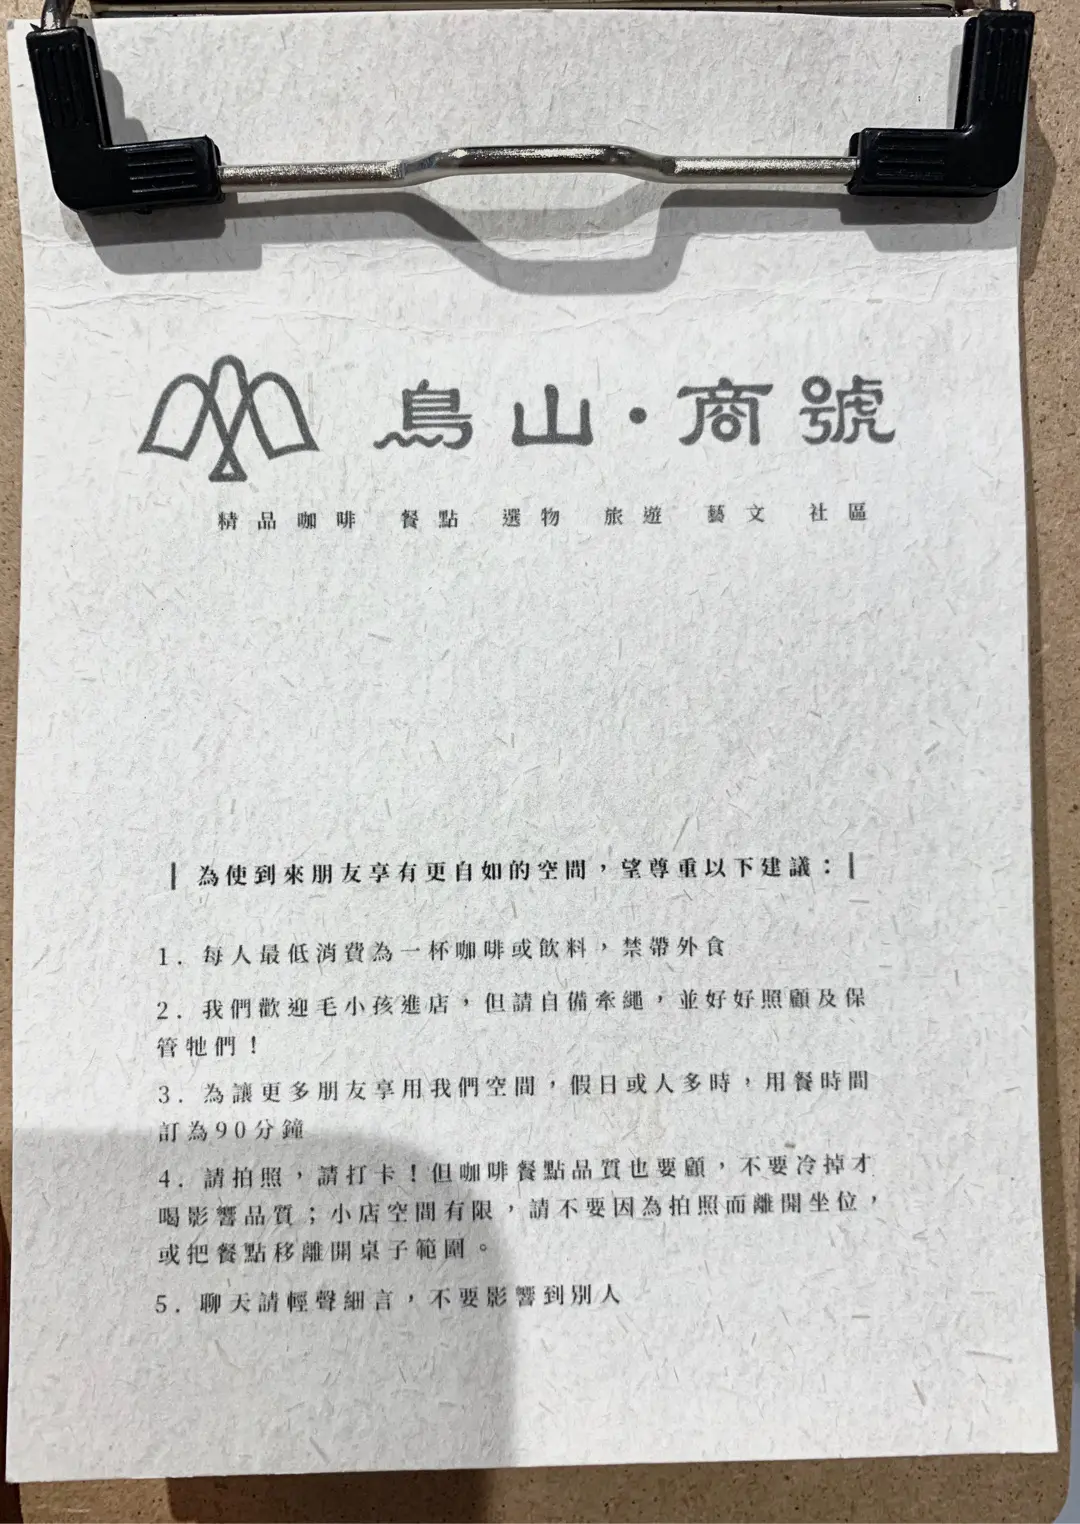 鳥山·商號
精品咖啡 餐點 選物 旅遊 藝文 社區
|為使到來朋友享有更自如的空間，望尊重以下建議：|
1. 每人最低消費為一杯咖啡或飲料，禁帶外食
2. 我們歡迎毛小孩進店，但請自備牽繩，並好好照顧及保
管牠們！
3. 為讓更多朋友享用我們空間，假日或人多時，用餐時間
訂為90分鐘
4. 請拍照，請打卡！但咖啡餐點品質也要顧，不要冷掉才
喝影響品質；小店空間有限，請不要因為拍照而離開坐位，
或把餐點移離開桌子範圍。
5. 聊天請輕聲細言，不要影響到別人